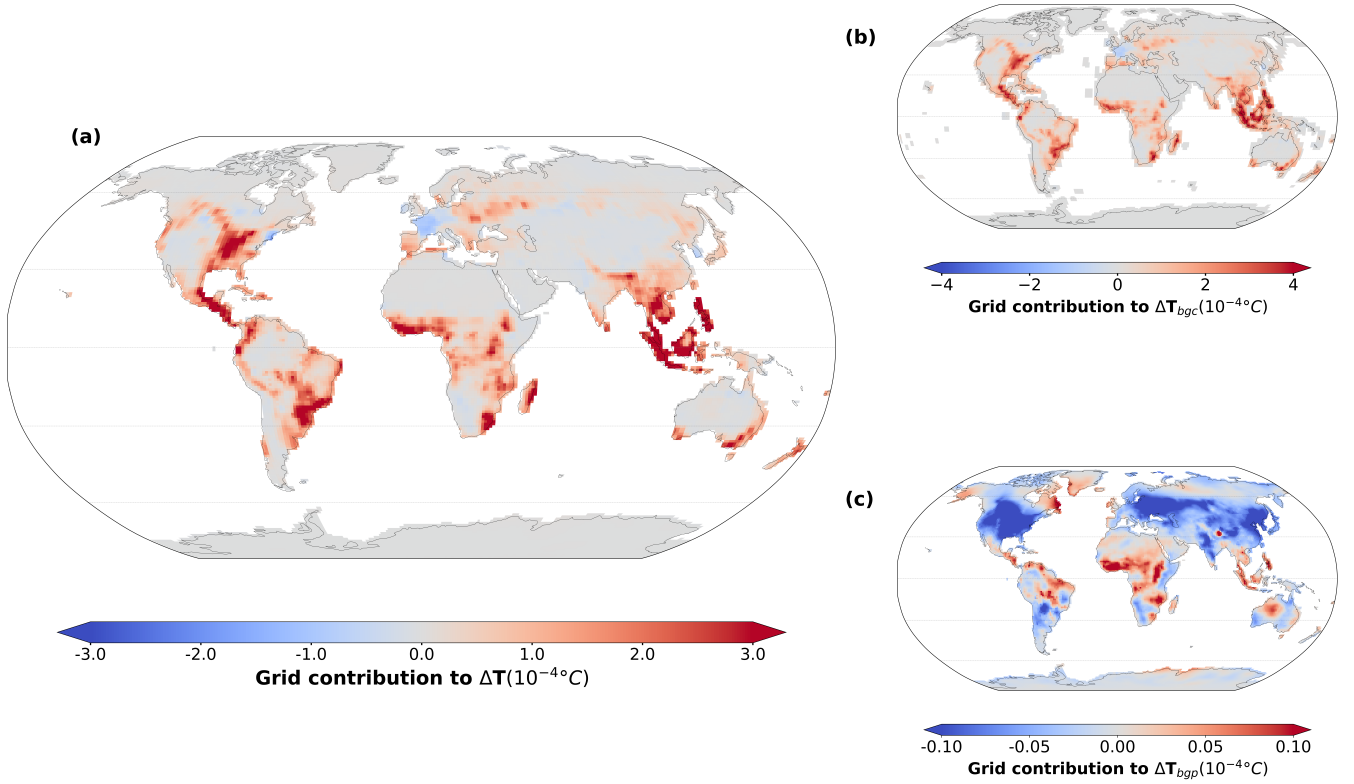 (a)
-3.0 -2.0 -1.0 0.0 1.0 2.0 3.0
Grid contribution to ΔT(10⁻⁴°C)
(b)
−4 −2 0 2 4
Grid contribution to ΔT_bgc(10⁻⁴°C)
(c)
-0.10 -0.05 0.00 0.05 0.10
Grid contribution to ΔT_bgp(10⁻⁴°C)